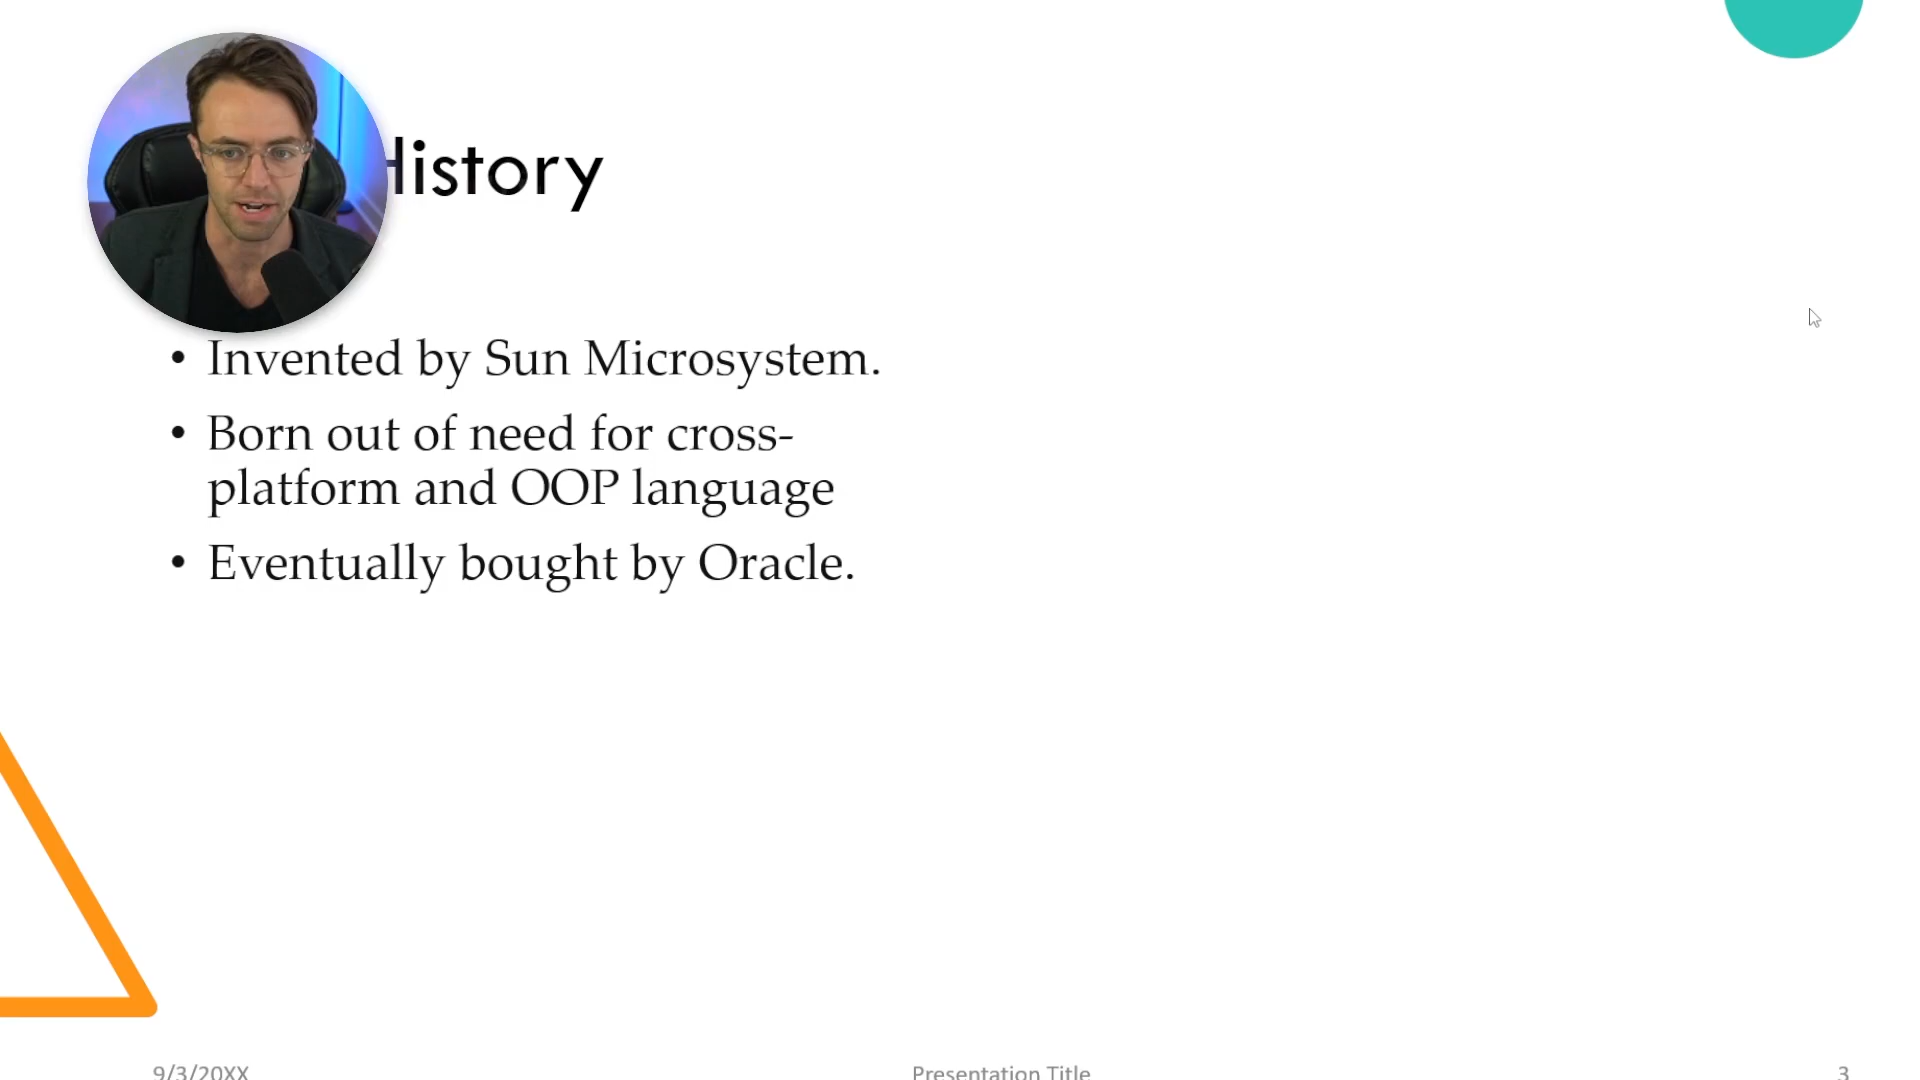 History
• Invented by Sun Microsystem.
• Born out of need for cross-
platform and OOP language
• Eventually bought by Oracle.
9/3/20XX
Presentation Title
3